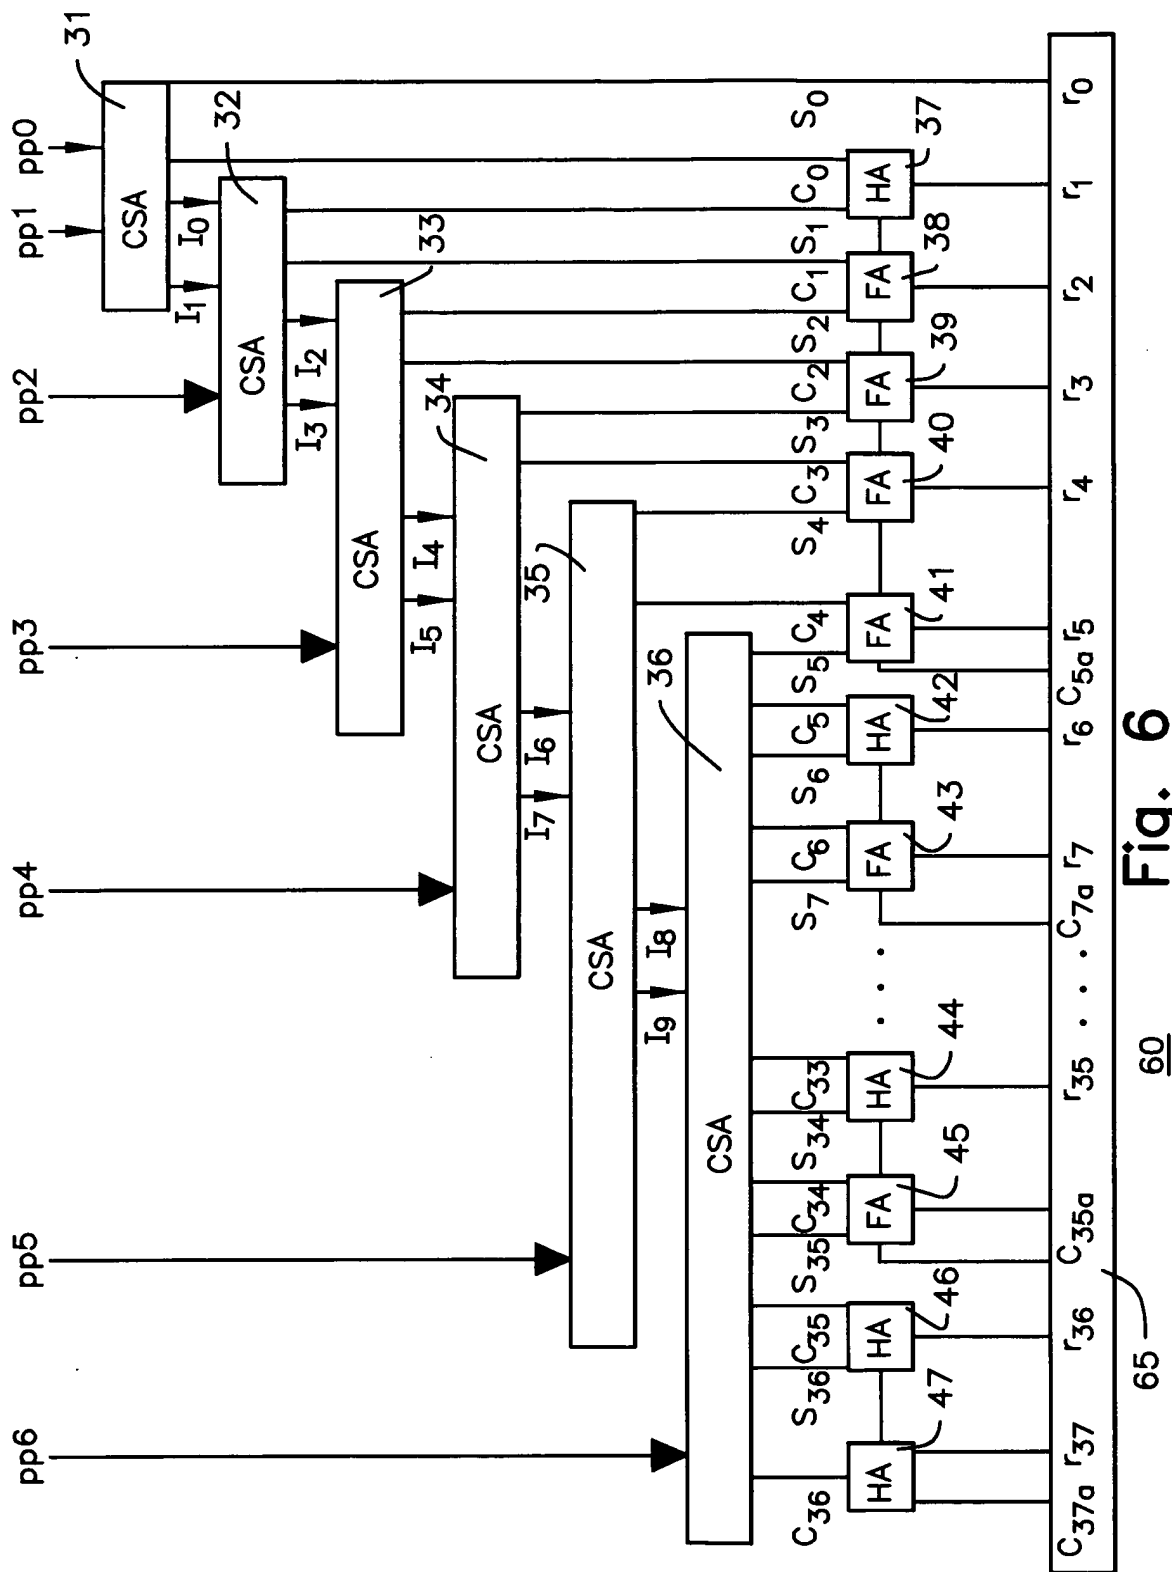 pp6
pp5
pp4
pp3
pp2
pp1
pp0
CSA
31
I1
I0
CSA
32
I3
I2
CSA
33
I5
I4
CSA
34
I7
I6
CSA
35
I9
I8
CSA
36
C36
S36
C35
S35
C34
S34
C33
S7
C6
S6
C5
S5
C4
S4
C3
S3
C2
S2
C1
S1
C0
S0
HA
HA
FA
HA
. . .
FA
HA
FA
FA
FA
FA
HA
47
46
45
44
43
42
41
40
39
38
37
C37a
r37
r36
C35a
r35
. . .
C7a
r7
r6
C5a
r5
r4
r3
r2
r1
r0
65
60
Fig. 6